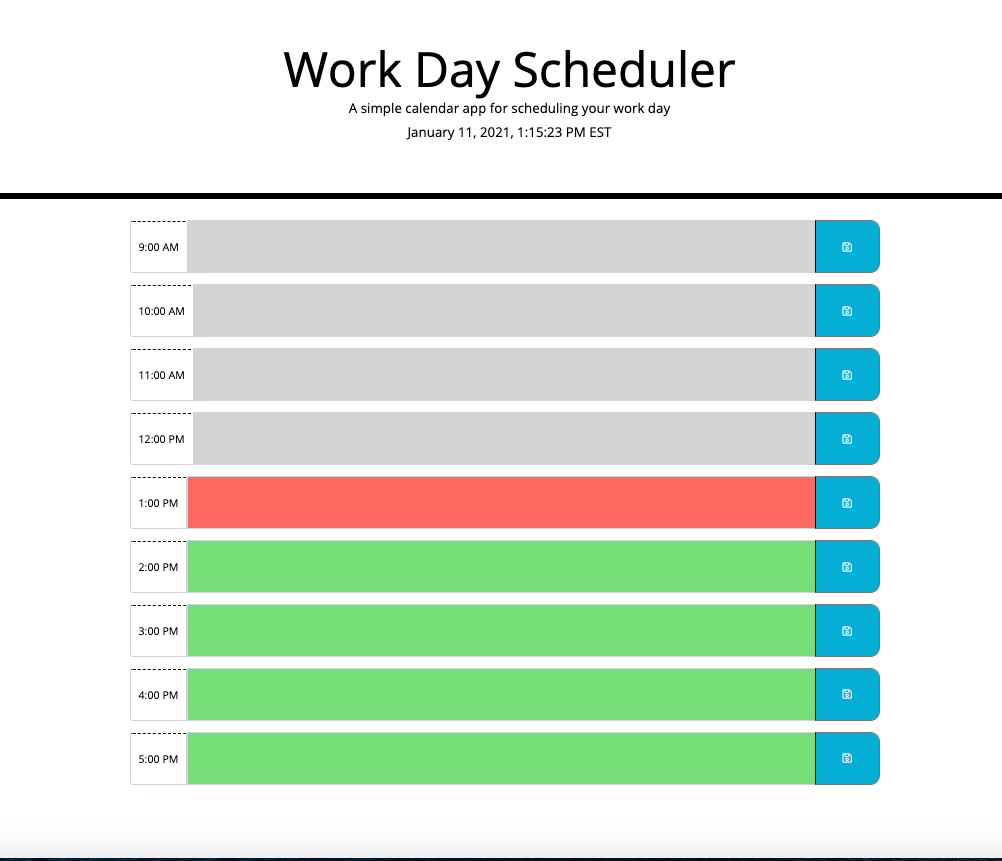 Work Day Scheduler
A simple calendar app for scheduling your work day
January 11, 2021, 1:15:23 PM EST
9:00 AM
10:00 AM
11:00 AM
12:00 PM
1:00 PM
2:00 PM
3:00 PM
4:00 PM
5:00 PM